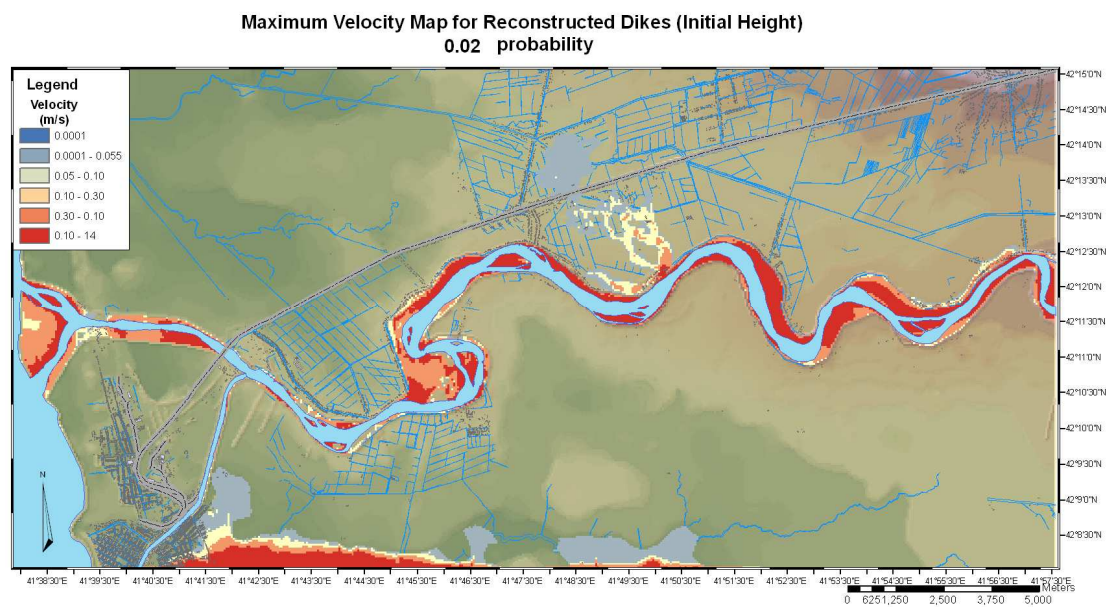 Maximum Velocity Map for Reconstructed Dikes (Initial Height)
0.02 probability
Legend
Velocity
(m/s)
0.0001
0.0001 - 0.055
0.05 - 0.10
0.10 - 0.30
0.30 - 0.10
0.10 - 14
42°15'0"N
42°14'30"N
42°14'0"N
42°13'30"N
42°13'0"N
42°12'30"N
42°12'0"N
42°11'30"N
42°11'0"N
42°10'30"N
42°10'0"N
42°9'30"N
42°9'0"N
42°8'30"N
N
41°38'30"E 41°39'30"E 41°40'30"E 41°41'30"E 41°42'30"E 41°43'30"E 41°44'30"E 41°45'30"E 41°46'30"E 41°47'30"E 41°48'30"E 41°49'30"E 41°50'30"E 41°51'30"E 41°52'30"E 41°53'30"E 41°54'30"E 41°55'30"E 41°56'30"E 41°57'30"E
Meters
0 6251,250 2,500 3,750 5,000